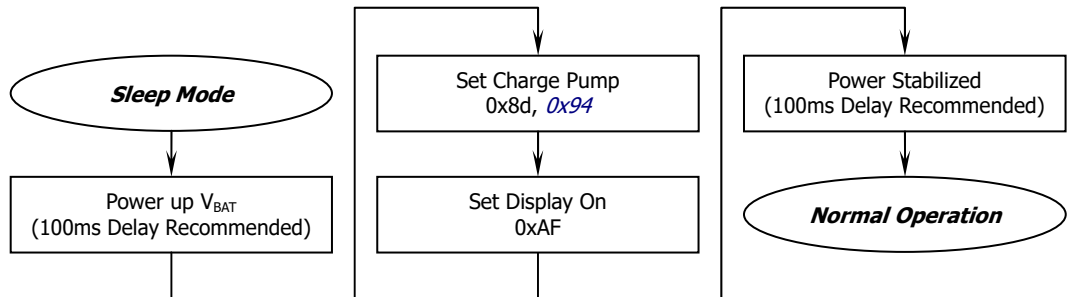 Sleep Mode
Power up VBAT
(100ms Delay Recommended)
Set Charge Pump
0x8d, 0x94
Set Display On
0xAF
Power Stabilized
(100ms Delay Recommended)
Normal Operation